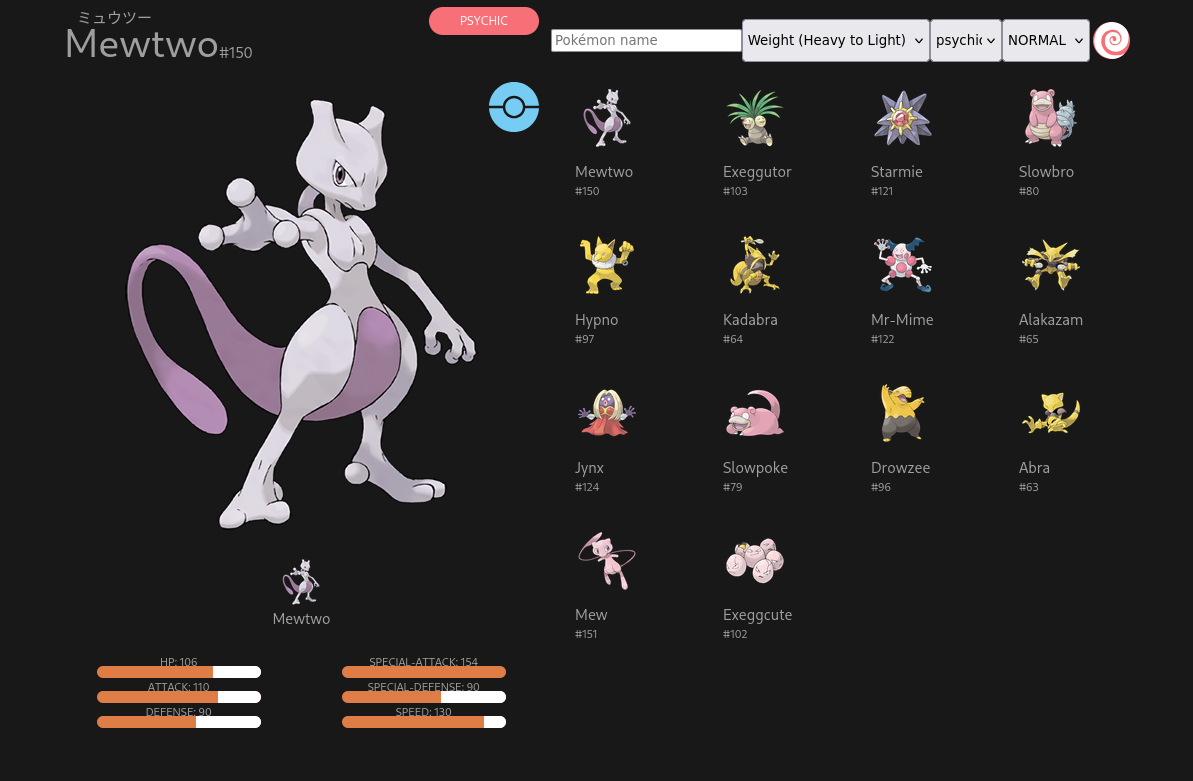 ミュウツー
Mewtwo#150
PSYCHIC
Pokémon name
Weight (Heavy to Light)
psychic
NORMAL
Mewtwo
#150
Exeggutor
#103
Starmie
#121
Slowbro
#80
Hypno
#97
Kadabra
#64
Mr-Mime
#122
Alakazam
#65
Jynx
#124
Slowpoke
#79
Drowzee
#96
Abra
#63
Mew
#151
Exeggcute
#102
Mewtwo
HP: 106
ATTACK: 110
DEFENSE: 90
SPECIAL-ATTACK: 154
SPECIAL-DEFENSE: 90
SPEED: 130